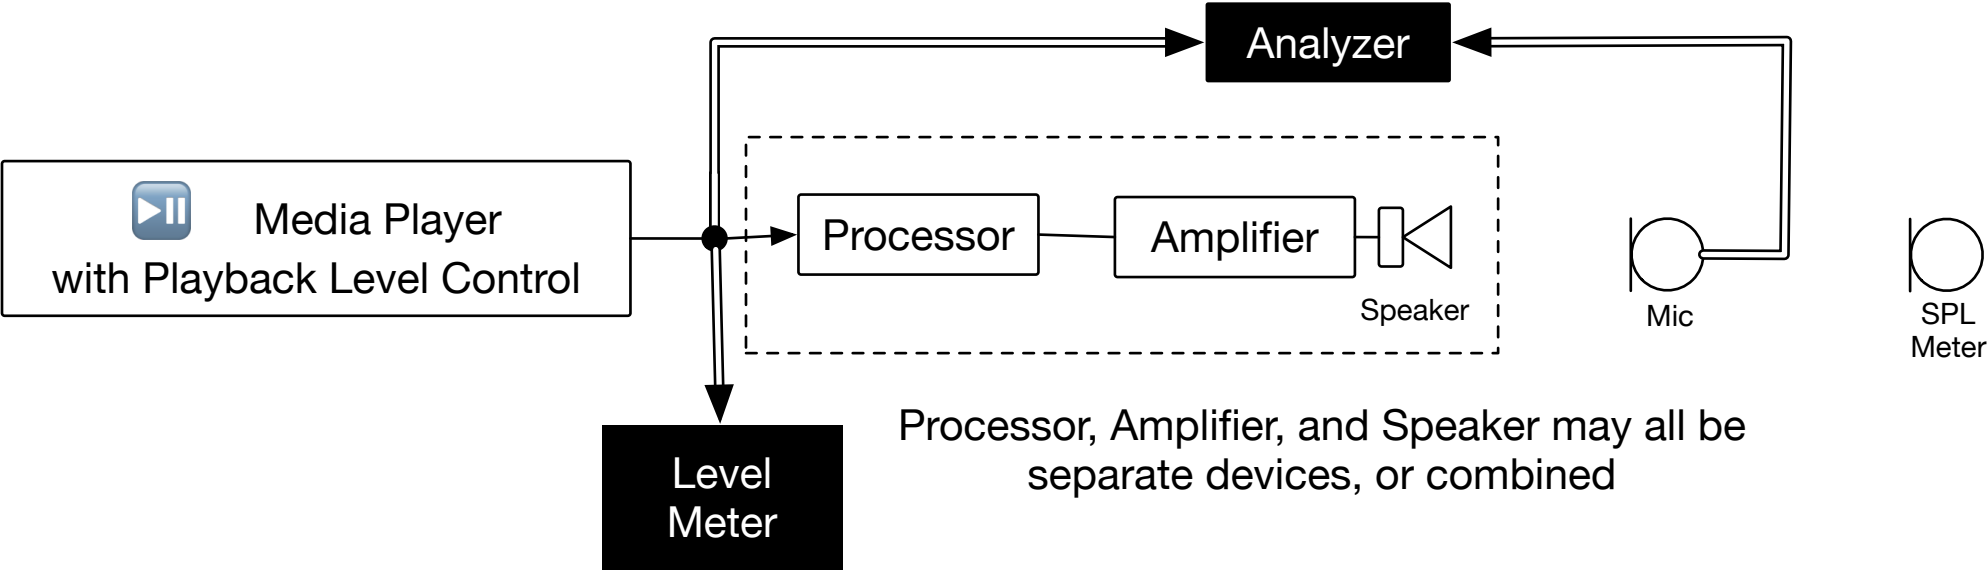 Analyzer
Media Player
with Playback Level Control
Processor
Amplifier
Speaker
Mic
SPL
Meter
Level
Meter
Processor, Amplifier, and Speaker may all be
separate devices, or combined